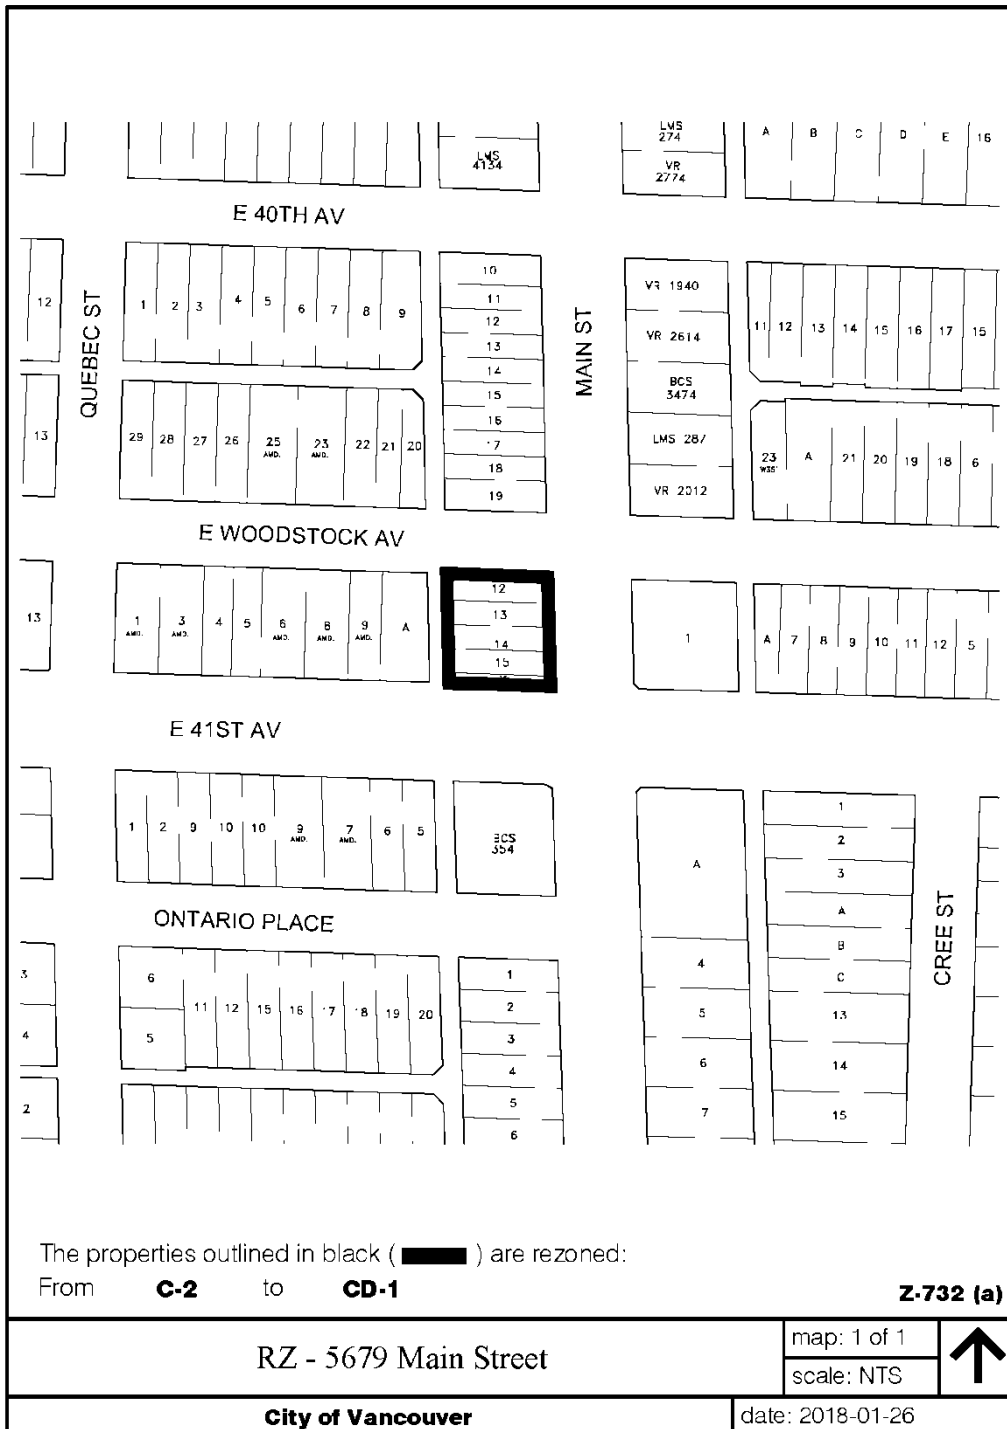 LMS
4134
LMS
274
VR
2774
A B C D E 16
E 40TH AV
12
QUEBEC ST
1 2 3 4 5 6 7 8 9
10
11
12
13
14
15
16
17
18
19
MAIN ST
VR 1940
VR 2614
BCS
3474
LMS 287
VR 2012
11 12 13 14 15 16 17 15
13
29 28 27 26 25 23 22 21 20
AMD. AMD.
23 A 21 20 19 18 6
W35'
E WOODSTOCK AV
13
1 3 4 5 6 8 9 A
AMD. AMD. AMD. AMD. AMD.
12
13
14
15
1
A 7 8 9 10 11 12 5
E 41ST AV
1 2 9 10 10 9 7 6 5
AMD. AMD.
BCS
354
A
4
5
6
7
1
2
3
A
B
C
13
14
15
CREE ST
ONTARIO PLACE
3
4
2
6
5
11 12 15 16 17 18 19 20
1
2
3
4
5
6
The properties outlined in black ( ) are rezoned:
From C-2 to CD-1
Z-732 (a)
RZ - 5679 Main Street
map: 1 of 1
scale: NTS
City of Vancouver
date: 2018-01-26